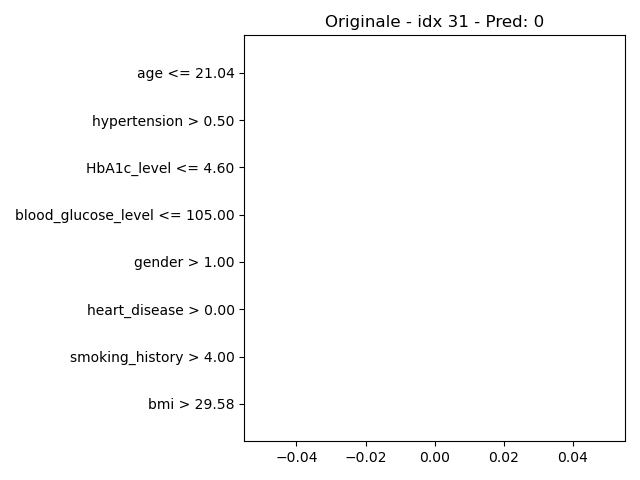 Originale - idx 31 - Pred: 0
age <= 21.04
hypertension > 0.50
HbA1c_level <= 4.60
blood_glucose_level <= 105.00
gender > 1.00
heart_disease > 0.00
smoking_history > 4.00
bmi > 29.58
−0.04 −0.02 0.00 0.02 0.04